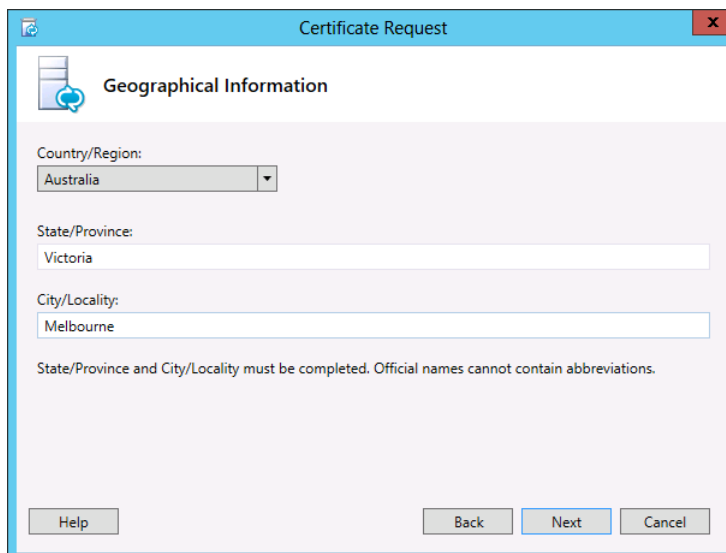 Certificate Request
x
Geographical Information
Country/Region:
Australia
State/Province:
Victoria
City/Locality:
Melbourne
State/Province and City/Locality must be completed. Official names cannot contain abbreviations.
Help Back Next Cancel